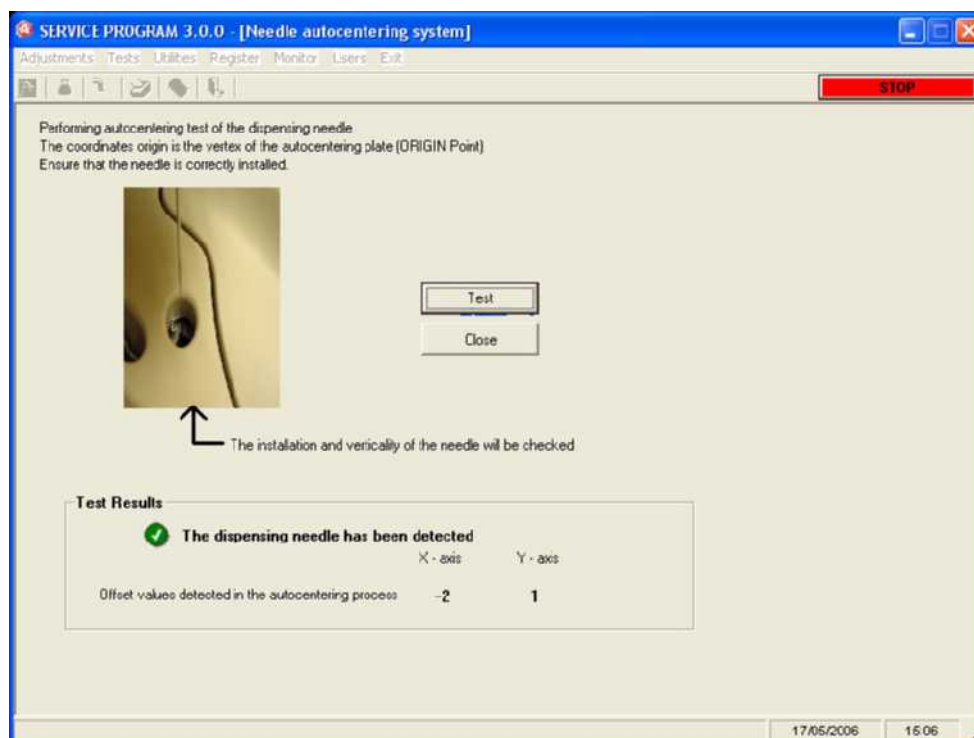 SERVICE PROGRAM 3.0.0 - [Needle autocentering system]
Adjustments Tests Utilites Register Monitor Users Exit
STOP
Performing autocentering test of the dispensing needle
The coordinates origin is the vertex of the autocentering plate (ORIGIN Point)
Ensure that the needle is correctly installed.
Test
Close
The installation and verticality of the needle will be checked
Test Results
The dispensing needle has been detected
X - axis Y - axis
Offset values detected in the autocentering process -2 1
17/05/2006 15:06